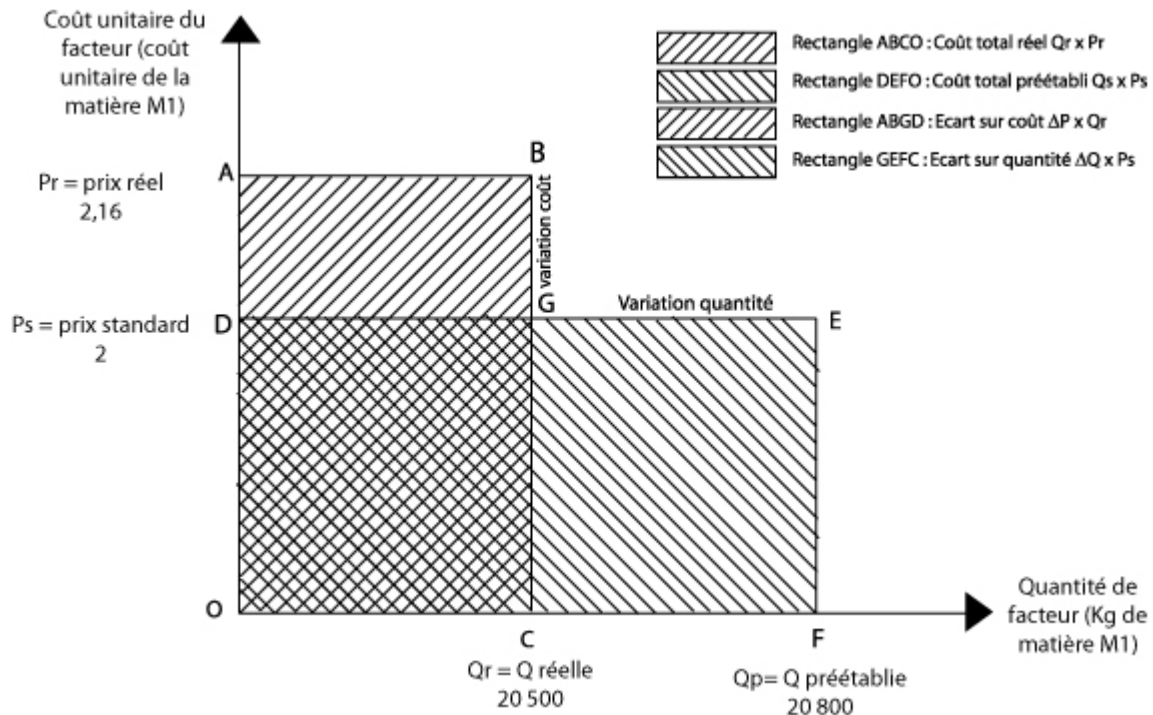 Coût unitaire du
facteur (coût
unitaire de la
matière M1)
Rectangle ABCO : Coût total réel Qr x Pr
Rectangle DEFO : Coût total préétabli Qs x Ps
Rectangle ABGD : Ecart sur coût ΔP x Qr
Rectangle GEFC : Ecart sur quantité ΔQ x Ps
A
B
Pr = prix réel
2,16
variation coût
G
Variation quantité
Ps = prix standard
2
D
E
O
C
F
Quantité de
facteur (Kg de
matière M1)
Qr = Q réelle
20 500
Qp= Q préétablie
20 800